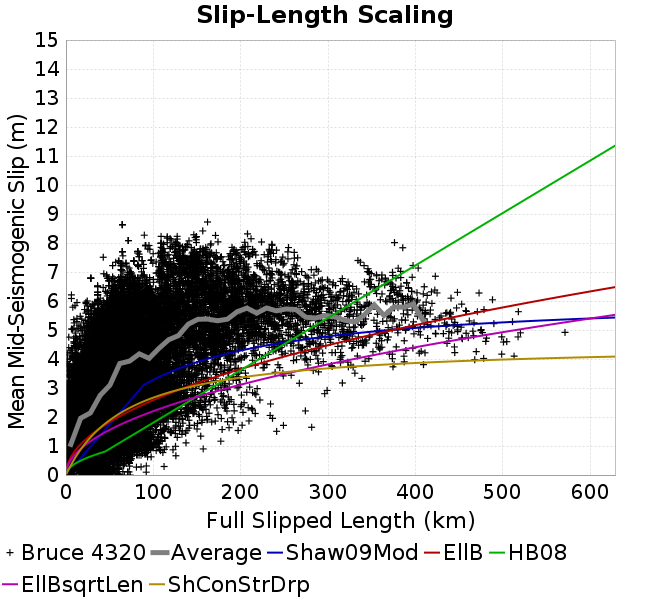 Slip-Length Scaling
Mean Mid-Seismogenic Slip (m)
15
14
13
12
11
10
9
8
7
6
5
4
3
2
1
0
0 100 200 300 400 500 600
Full Slipped Length (km)
Bruce 4320 Average Shaw09Mod EllB HB08
EllBsqrtLen ShConStrDrp